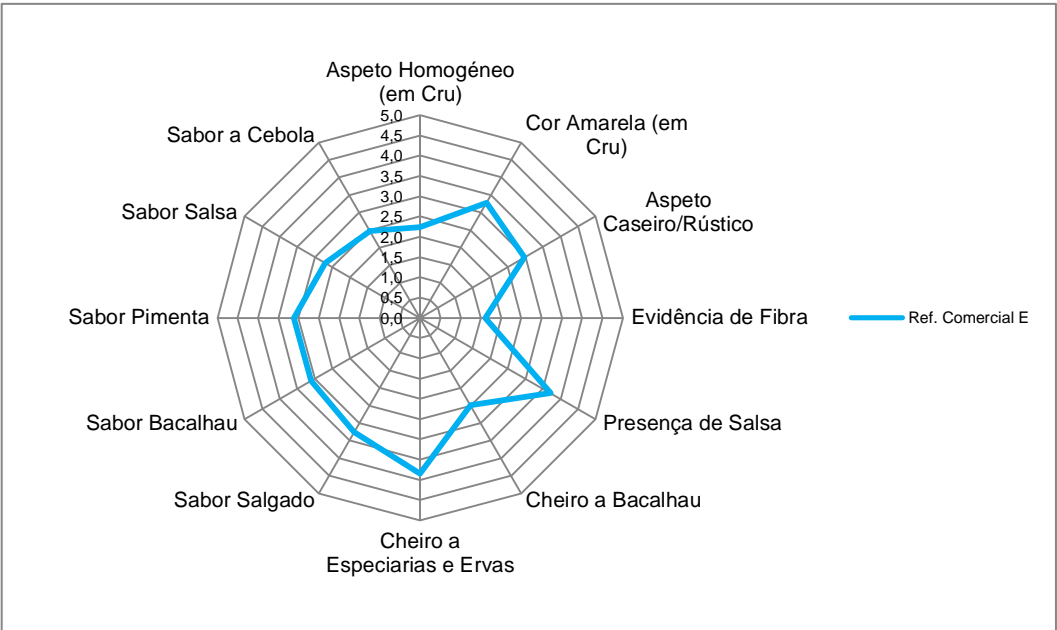 Aspeto Homogéneo
(em Cru)
Cor Amarela (em
Cru)
Aspeto
Caseiro/Rústico
Evidência de Fibra
Presença de Salsa
Cheiro a Bacalhau
Cheiro a
Especiarias e Ervas
Sabor Salgado
Sabor Bacalhau
Sabor Pimenta
Sabor Salsa
Sabor a Cebola
5,0
4,5
4,0
3,5
3,0
2,5
2,0
1,5
1,0
0,5
0,0
Ref. Comercial E